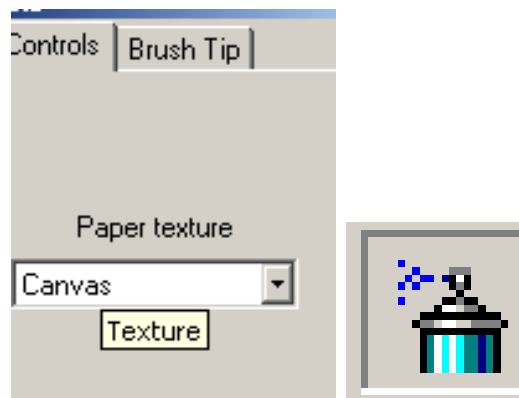 Controls
Brush Tip
Paper texture
Canvas
Texture